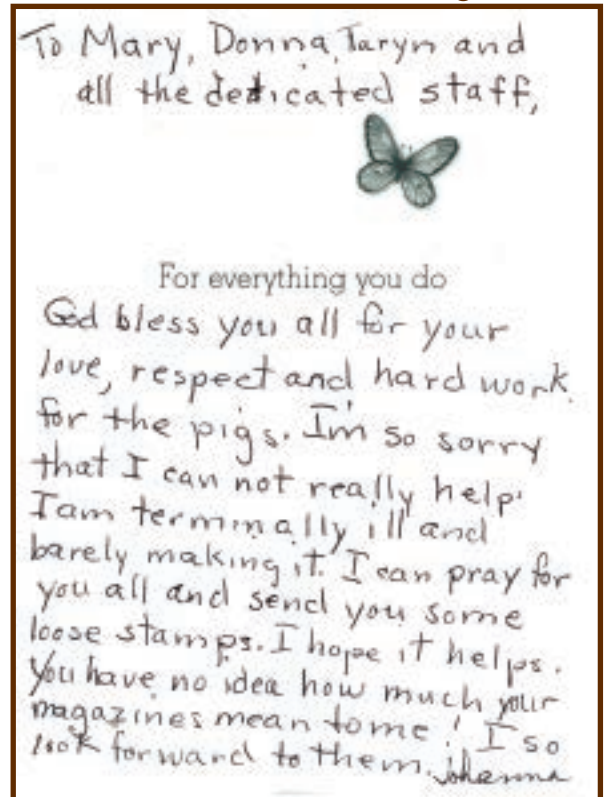 To Mary, Donna, Taryn and
all the dedicated staff,
For everything you do
God bless you all for your
love, respect and hard work
for the pigs. I'm so sorry
that I can not really help.
I am terminally ill and
barely making it. I can pray for
you all and send you some
loose stamps. I hope it helps.
You have no idea how much your
magazines mean to me! I so
look forward to them. Johanna